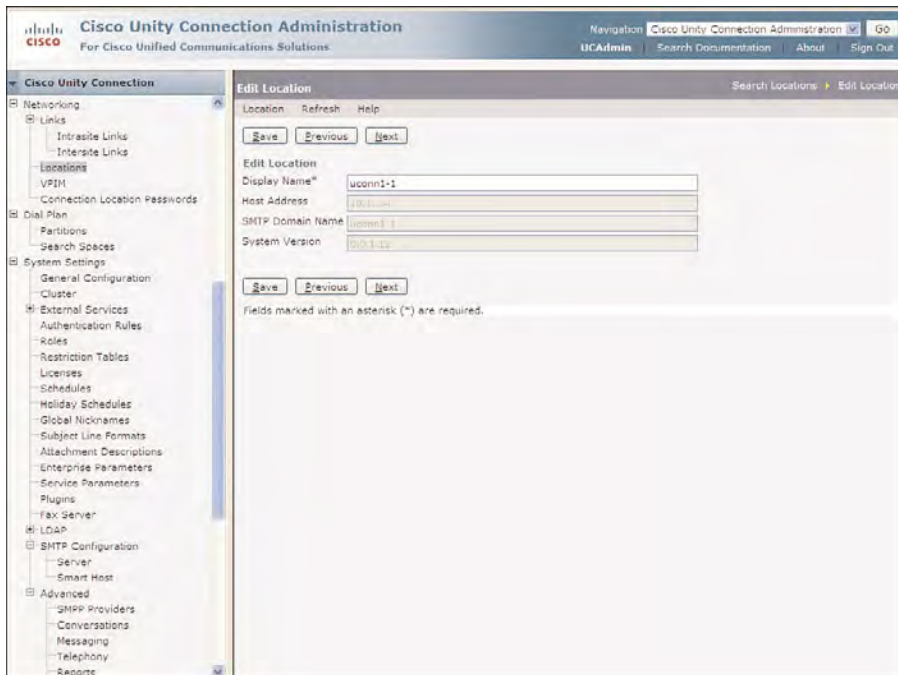 cisco
Cisco Unity Connection Administration
For Cisco Unified Communications Solutions
Navigation Cisco Unity Connection Administration Go
UCAdmin Search Documentation About Sign Out
Cisco Unity Connection
Networking
Links
Intrasite Links
Intersite Links
Locations
VPIM
Connection Location Passwords
Dial Plan
Partitions
Search Spaces
System Settings
General Configuration
Cluster
External Services
Authentication Rules
Roles
Restriction Tables
Licenses
Schedules
Holiday Schedules
Global Nicknames
Subject Line Formats
Attachment Descriptions
Enterprise Parameters
Service Parameters
Plugins
Fax Server
LDAP
SMTP Configuration
Server
Smart Host
Advanced
SMPP Providers
Conversations
Messaging
Telephony
Reports
Edit Location
Search Locations Edit Location
Location Refresh Help
Save Previous Next
Edit Location
Display Name* uconn1-1
Host Address
SMTP Domain Name
System Version
Save Previous Next
Fields marked with an asterisk (*) are required.